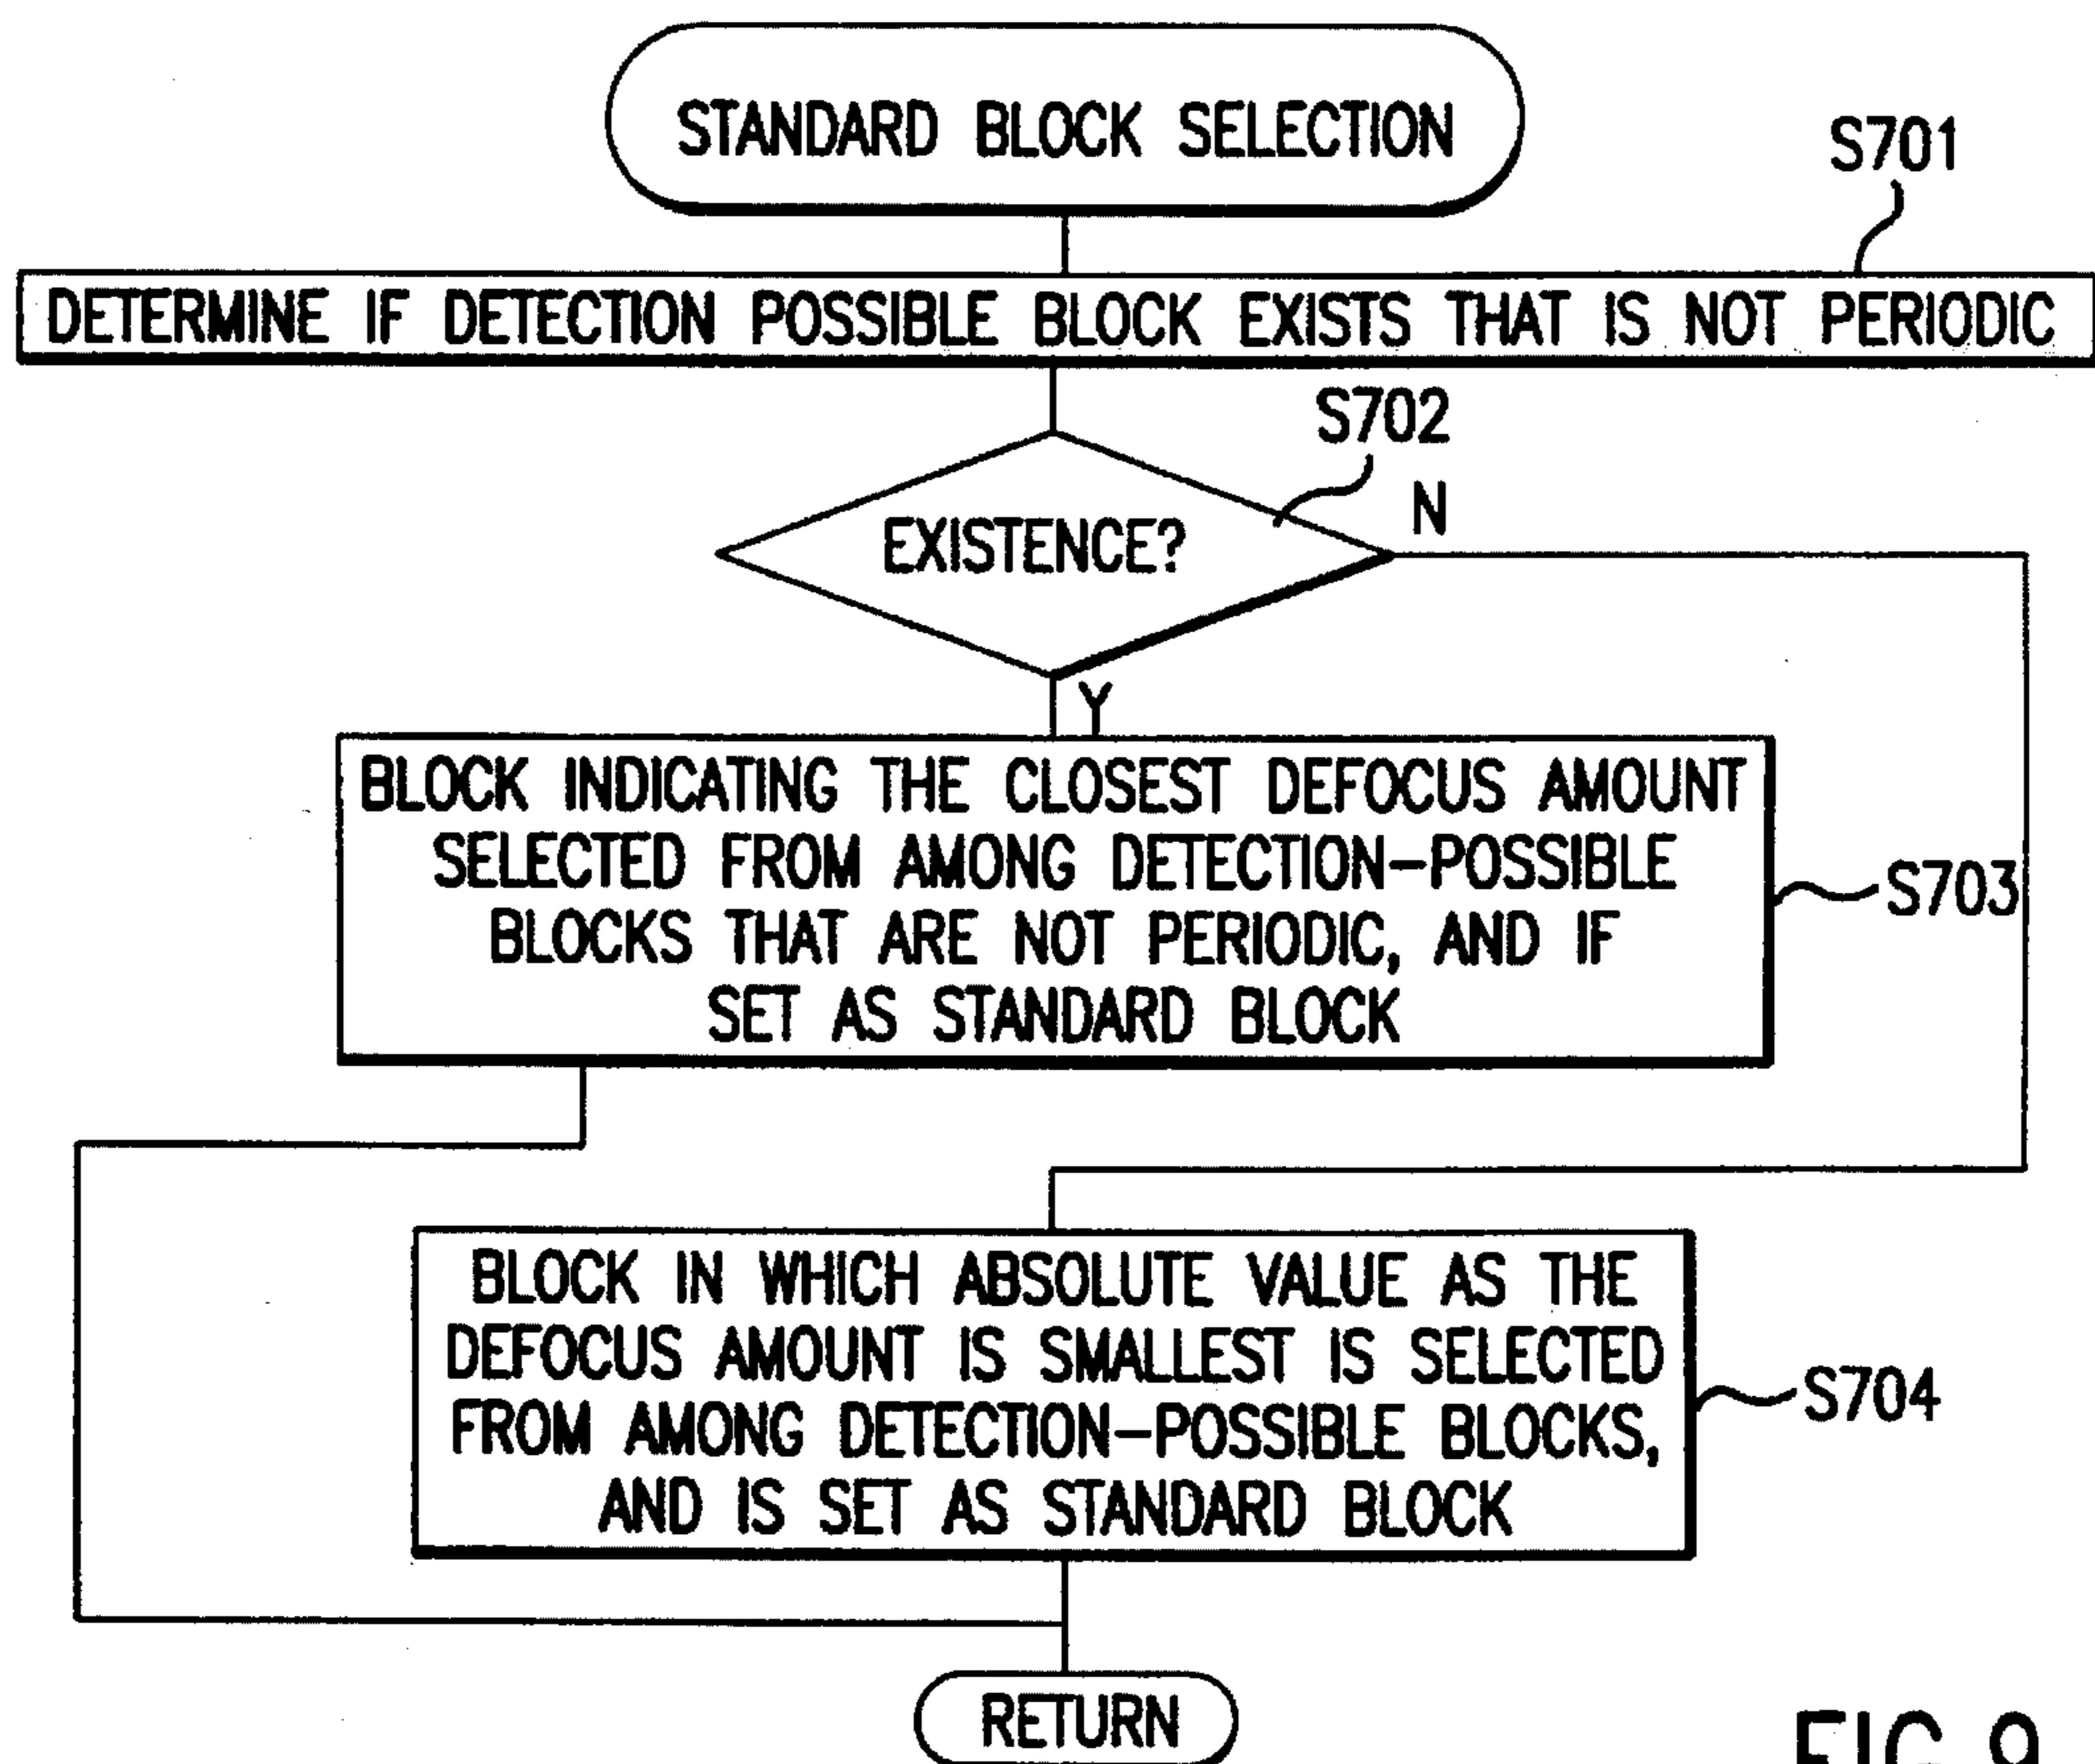 STANDARD BLOCK SELECTION
S701
DETERMINE IF DETECTION POSSIBLE BLOCK EXISTS THAT IS NOT PERIODIC
S702
EXISTENCE?
N
Y
BLOCK INDICATING THE CLOSEST DEFOCUS AMOUNT
SELECTED FROM AMONG DETECTION-POSSIBLE
BLOCKS THAT ARE NOT PERIODIC, AND IF
SET AS STANDARD BLOCK
S703
BLOCK IN WHICH ABSOLUTE VALUE AS THE
DEFOCUS AMOUNT IS SMALLEST IS SELECTED
FROM AMONG DETECTION-POSSIBLE BLOCKS,
AND IS SET AS STANDARD BLOCK
S704
RETURN